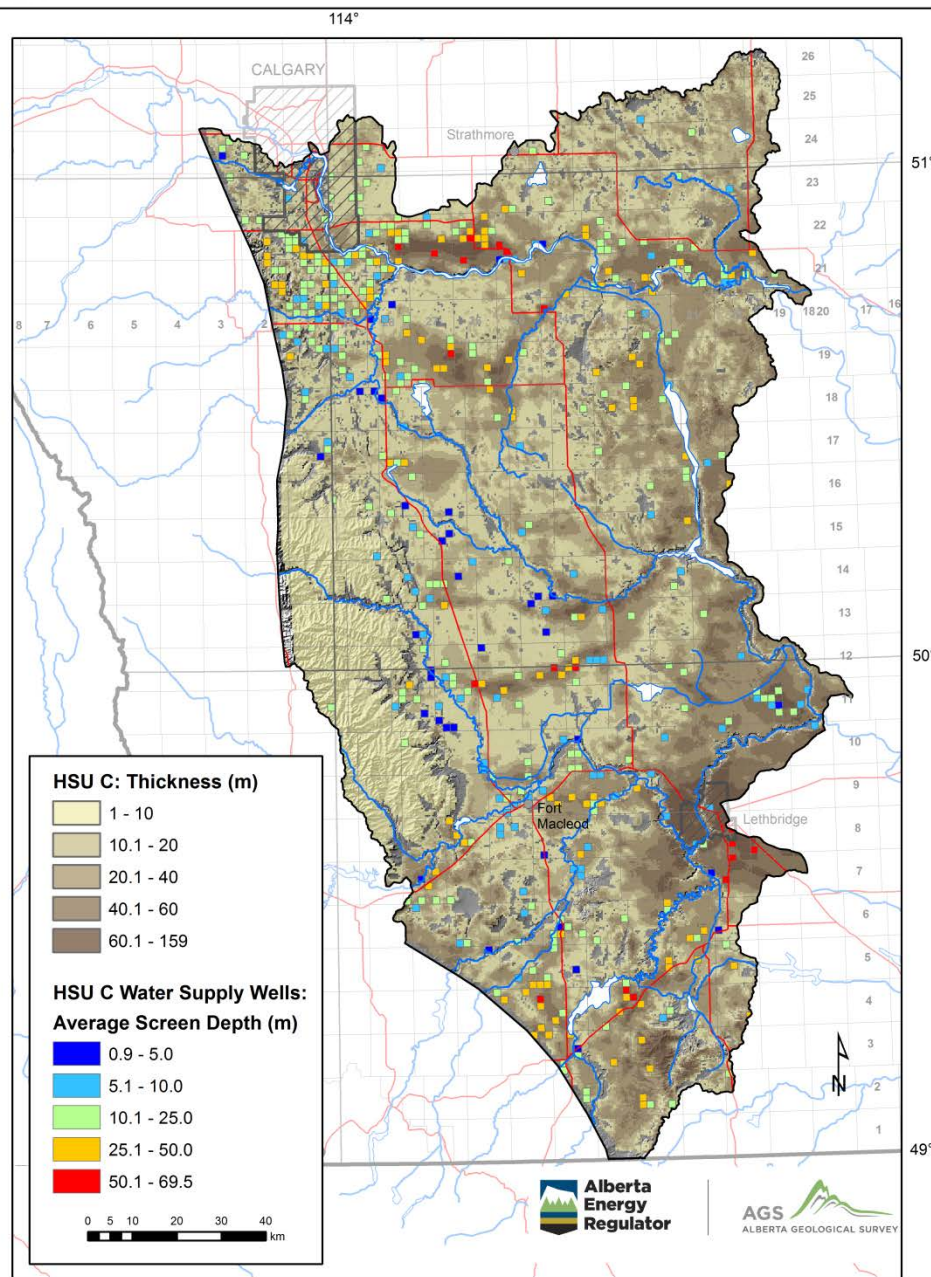 114°
CALGARY
Strathmore
26
25
24
51°
23
22
21
19 18 20 17 16
8 7 6 5 4 3 2
19
18
17
16
15
14
13
50°
12
11
10
9
8
7
6
5
4
3
2
1
49°
Fort
Macleod
Lethbridge
HSU C: Thickness (m)
1 - 10
10.1 - 20
20.1 - 40
40.1 - 60
60.1 - 159
HSU C Water Supply Wells:
Average Screen Depth (m)
0.9 - 5.0
5.1 - 10.0
10.1 - 25.0
25.1 - 50.0
50.1 - 69.5
0 5 10 20 30 40
km
N
Alberta
Energy
Regulator
AGS
ALBERTA GEOLOGICAL SURVEY